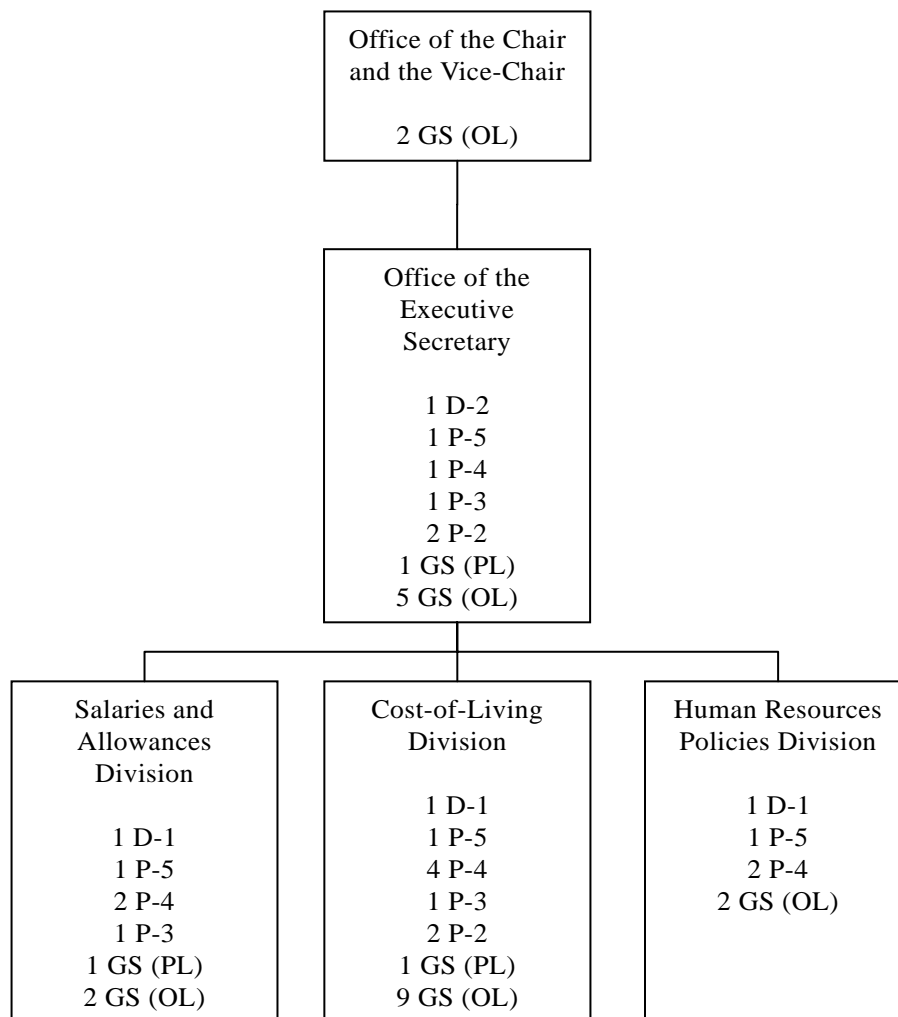 Office of the Chair
and the Vice-Chair
2 GS (OL)
Office of the
Executive
Secretary
1 D-2
1 P-5
1 P-4
1 P-3
2 P-2
1 GS (PL)
5 GS (OL)
Salaries and
Allowances
Division
1 D-1
1 P-5
2 P-4
1 P-3
1 GS (PL)
2 GS (OL)
Cost-of-Living
Division
1 D-1
1 P-5
4 P-4
1 P-3
2 P-2
1 GS (PL)
9 GS (OL)
Human Resources
Policies Division
1 D-1
1 P-5
2 P-4
2 GS (OL)